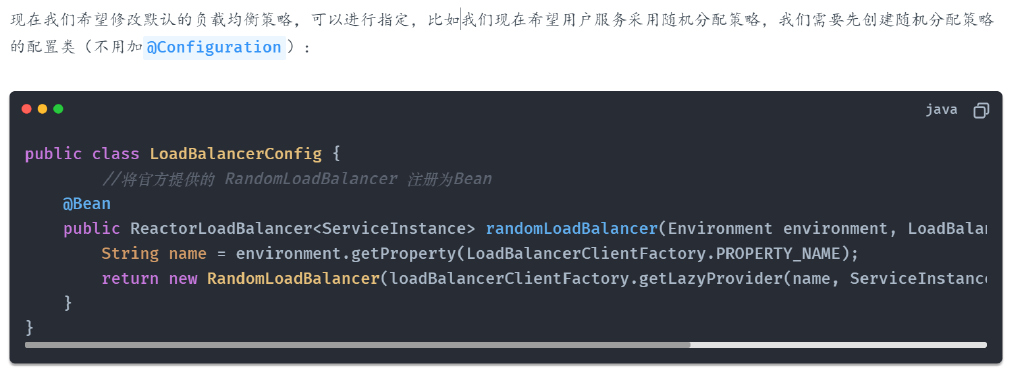 现在我们希望修改默认的负载均衡策略，可以进行指定，比如我们现在希望用户服务采用随机分配策略，我们需要先创建随机分配策略
的配置类（不用加@Configuration）：
java
public class LoadBalancerConfig {
//将官方提供的 RandomLoadBalancer 注册为Bean
@Bean
public ReactorLoadBalancer<ServiceInstance> randomLoadBalancer(Environment environment, LoadBalan
String name = environment.getProperty(LoadBalancerClientFactory.PROPERTY_NAME);
return new RandomLoadBalancer(loadBalancerClientFactory.getLazyProvider(name, ServiceInstance
}
}